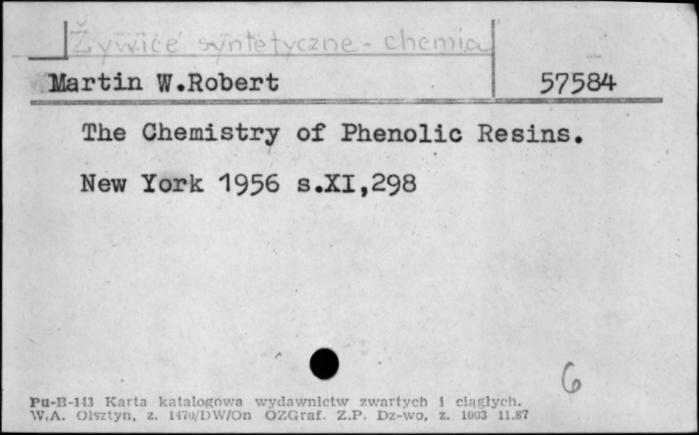 Żywice syntetyczne - chemia
Martin W.Robert 57584
The Chemistry of Phenolic Resins.
New York 1956 s.XI,298
6
Pu-B-143 Karta katalogowa wydawnictw zwartych i ciągłych.
W.A. Olsztyn, z. 1470/DW/On OZGraf. Z.P. Dz-wo, z. 1003 11.87